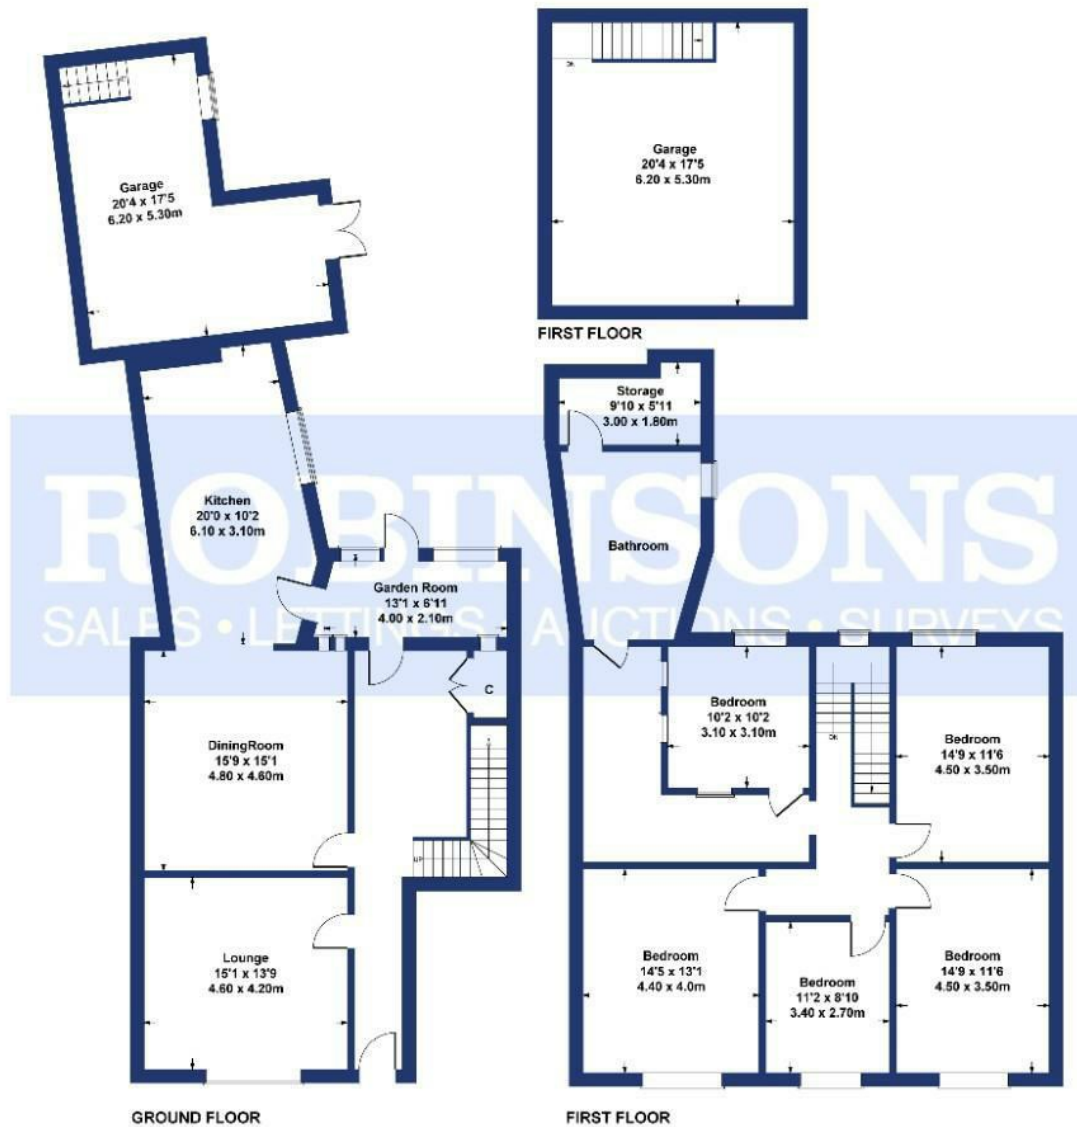 Garage
20'4 x 17'5
6.20 x 5.30m
DN
Garage
20'4 x 17'5
6.20 x 5.30m
FIRST FLOOR
Storage
9'10 x 5'11
3.00 x 1.80m
ROBINSONS
SALES • LETTINGS • AUCTIONS • SURVEYS
Kitchen
20'0 x 10'2
6.10 x 3.10m
Garden Room
13'1 x 6'11
4.00 x 2.10m
Bathroom
C
DiningRoom
15'9 x 15'1
4.80 x 4.60m
UP
Lounge
15'1 x 13'9
4.60 x 4.20m
GROUND FLOOR
Bedroom
10'2 x 10'2
3.10 x 3.10m
DN
Bedroom
14'9 x 11'6
4.50 x 3.50m
Bedroom
14'5 x 13'1
4.40 x 4.0m
Bedroom
11'2 x 8'10
3.40 x 2.70m
Bedroom
14'9 x 11'6
4.50 x 3.50m
FIRST FLOOR